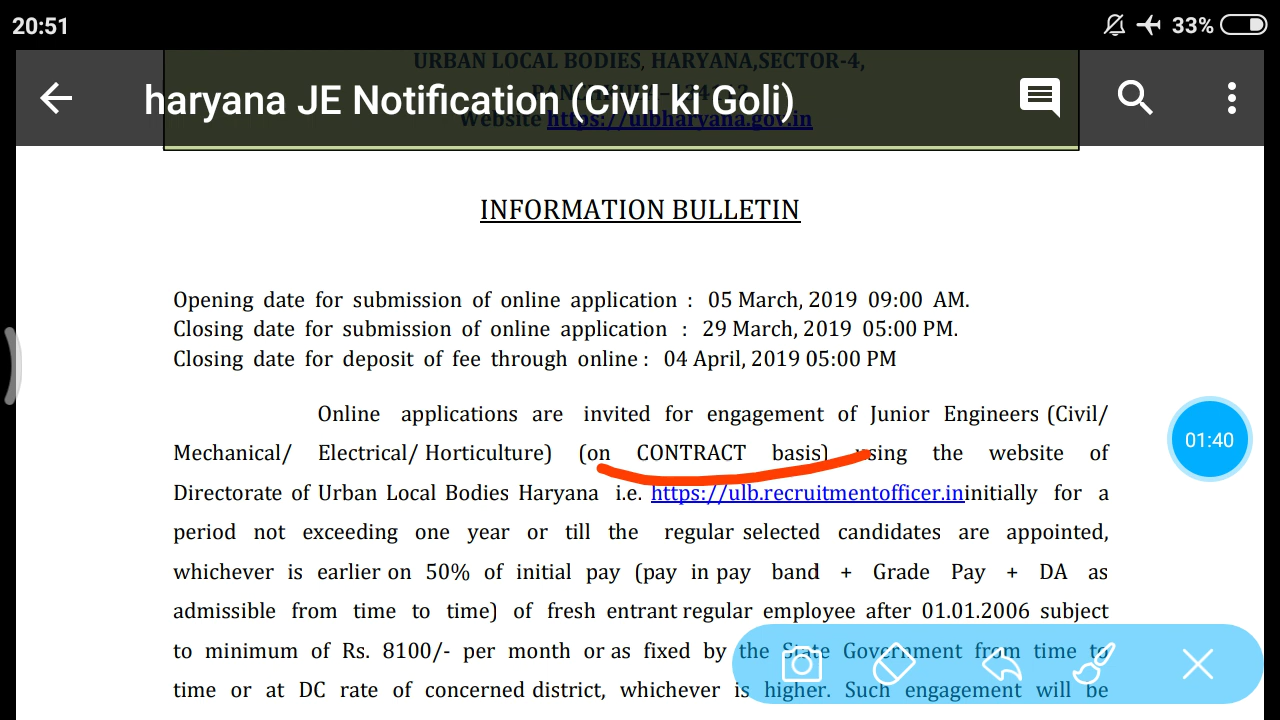 20:51
33%
URBAN LOCAL BODIES, HARYANA,SECTOR-4,
haryana JE Notification (Civil ki Goli)
Website https://ulbharyana.gov.in
INFORMATION BULLETIN
Opening date for submission of online application : 05 March, 2019 09:00 AM.
Closing date for submission of online application : 29 March, 2019 05:00 PM.
Closing date for deposit of fee through online : 04 April, 2019 05:00 PM
Online applications are invited for engagement of Junior Engineers (Civil/
Mechanical/ Electrical/ Horticulture) (on CONTRACT basis) using the website of
01:40
Directorate of Urban Local Bodies Haryana i.e. https://ulb.recruitmentofficer.ininitially for a
period not exceeding one year or till the regular selected candidates are appointed,
whichever is earlier on 50% of initial pay (pay in pay band + Grade Pay + DA as
admissible from time to time) of fresh entrant regular employee after 01.01.2006 subject
to minimum of Rs. 8100/- per month or as fixed by the State Government from time to
time or at DC rate of concerned district, whichever is higher. Such engagement will be